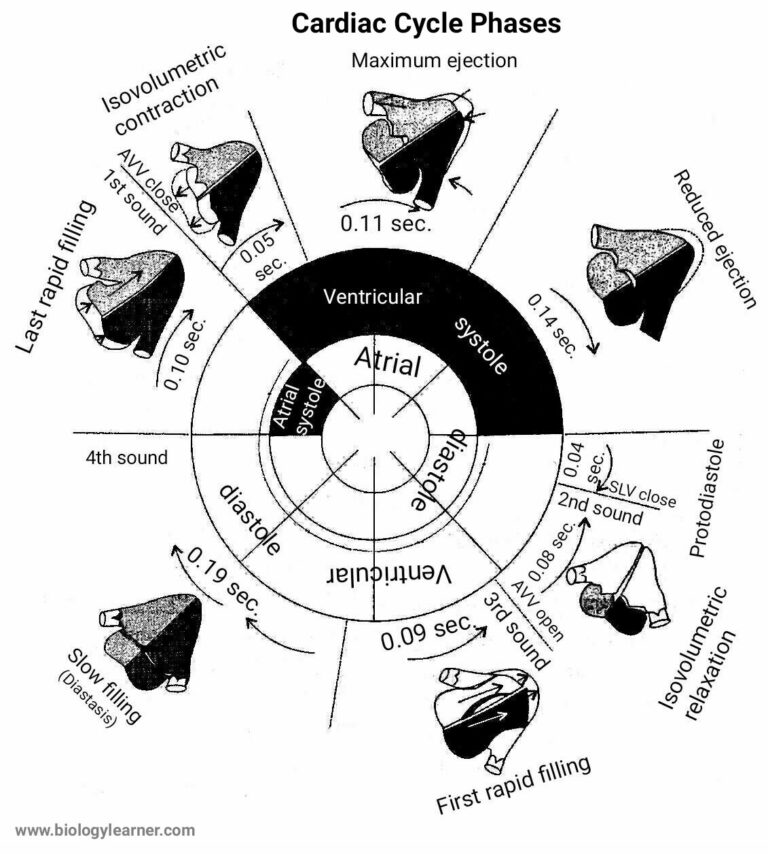 Cardiac Cycle Phases
Maximum ejection
Isovolumetric
contraction
AVV close
1st sound
0.05
sec.
0.11 sec.
Reduced ejection
0.14 sec.
Last rapid filling
0.10 sec.
Ventricular
systole
Atrial
diastole
Atrial
systole
4th sound
diastole
Ventricular
0.04
sec.
SLV close
2nd sound
Protodiastole
0.08 sec.
AVV open
3rd sound
Isovolumetric
relaxation
0.09 sec.
First rapid filling
0.19 sec.
Slow filling
(Diastasis)
www.biologylearner.com